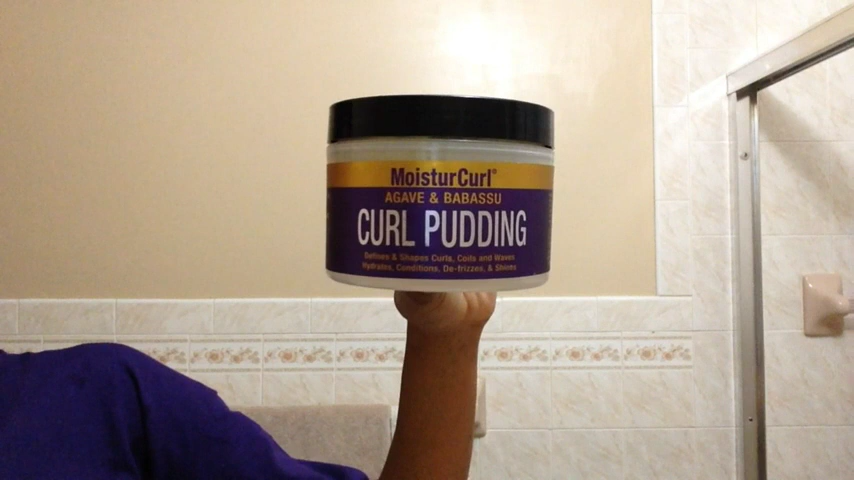 MoisturCurl®
AGAVE & BABASSU
CURL PUDDING
Defines & Shapes Curls, Coils and Waves
Hydrates, Conditions, De-frizzes, & Shines